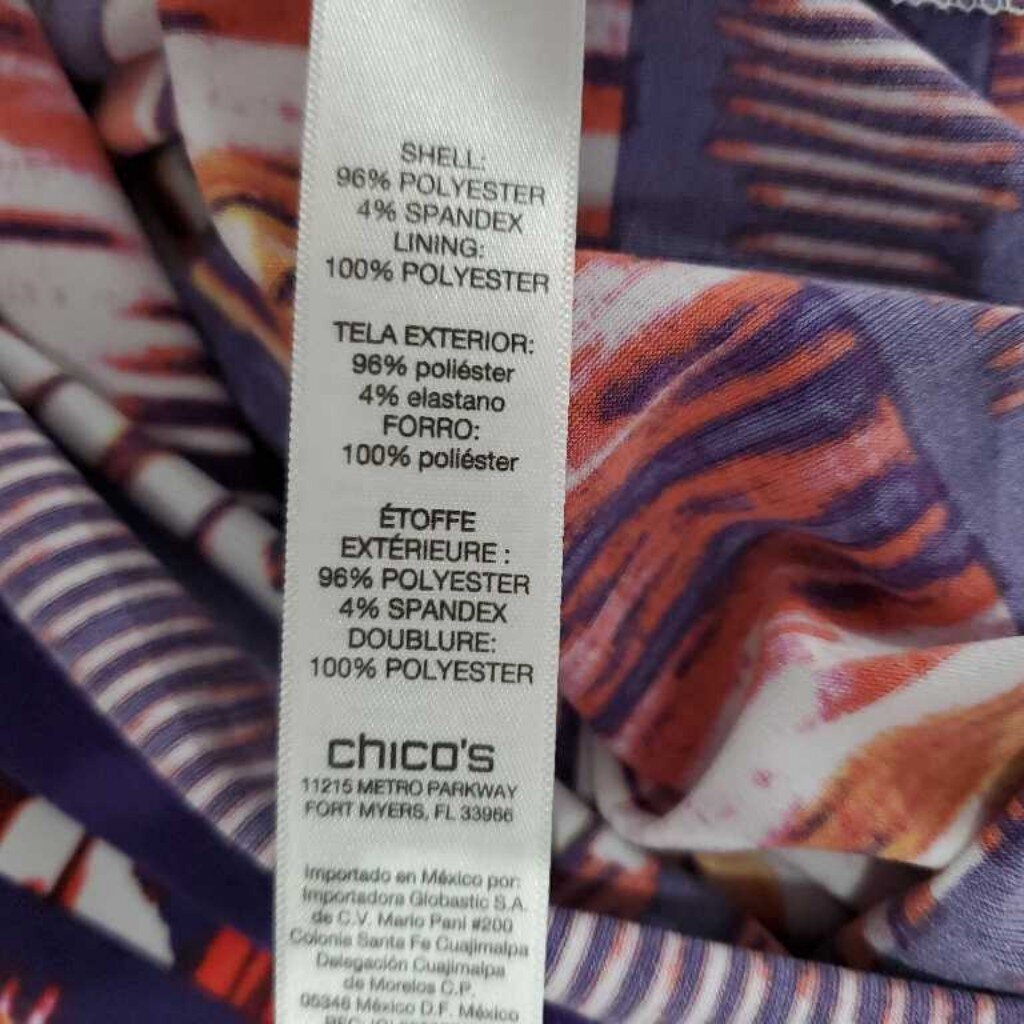 SHELL:
96% POLYESTER
4% SPANDEX
LINING:
100% POLYESTER
TELA EXTERIOR:
96% poliéster
4% elastano
FORRO:
100% poliéster
ÉTOFFE
EXTÉRIEURE :
96% POLYESTER
4% SPANDEX
DOUBLURE:
100% POLYESTER
chico's
11215 METRO PARKWAY
FORT MYERS, FL 33966
Importado en México por:
Importadora Globastic S.A.
de C.V. Mario Pani #200
Colonia Santa Fe Cuajimalpa
Delegación Cuajimalpa
de Morelos C.P.
05348 México D.F. México